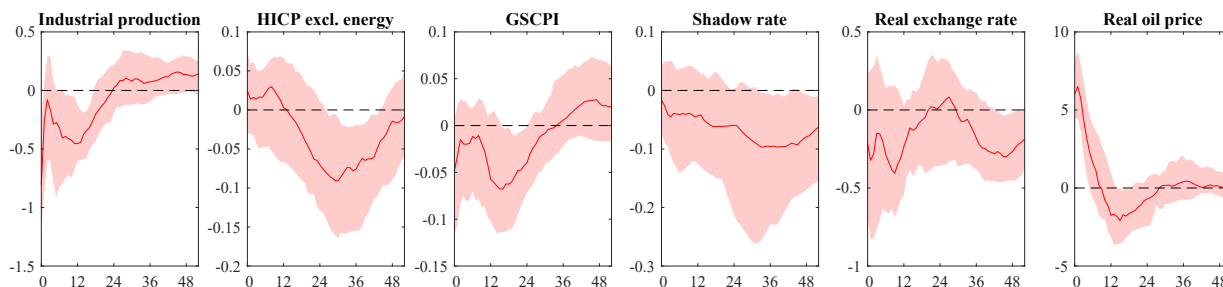 Industrial production HICP excl. energy GSCPI Shadow rate Real exchange rate Real oil price
0.5 0.1 0.1 0.1 0.5 10
0.05 0.05
0 0 0 5
0 0
-0.5 -0.05 -0.1
-0.05 -0.5 0
-1 -0.1 -0.2
-0.15 -0.1
-1.5 -0.2 -0.15 -0.3 -1 -5
0 12 24 36 48 0 12 24 36 48 0 12 24 36 48 0 12 24 36 48 0 12 24 36 48 0 12 24 36 48